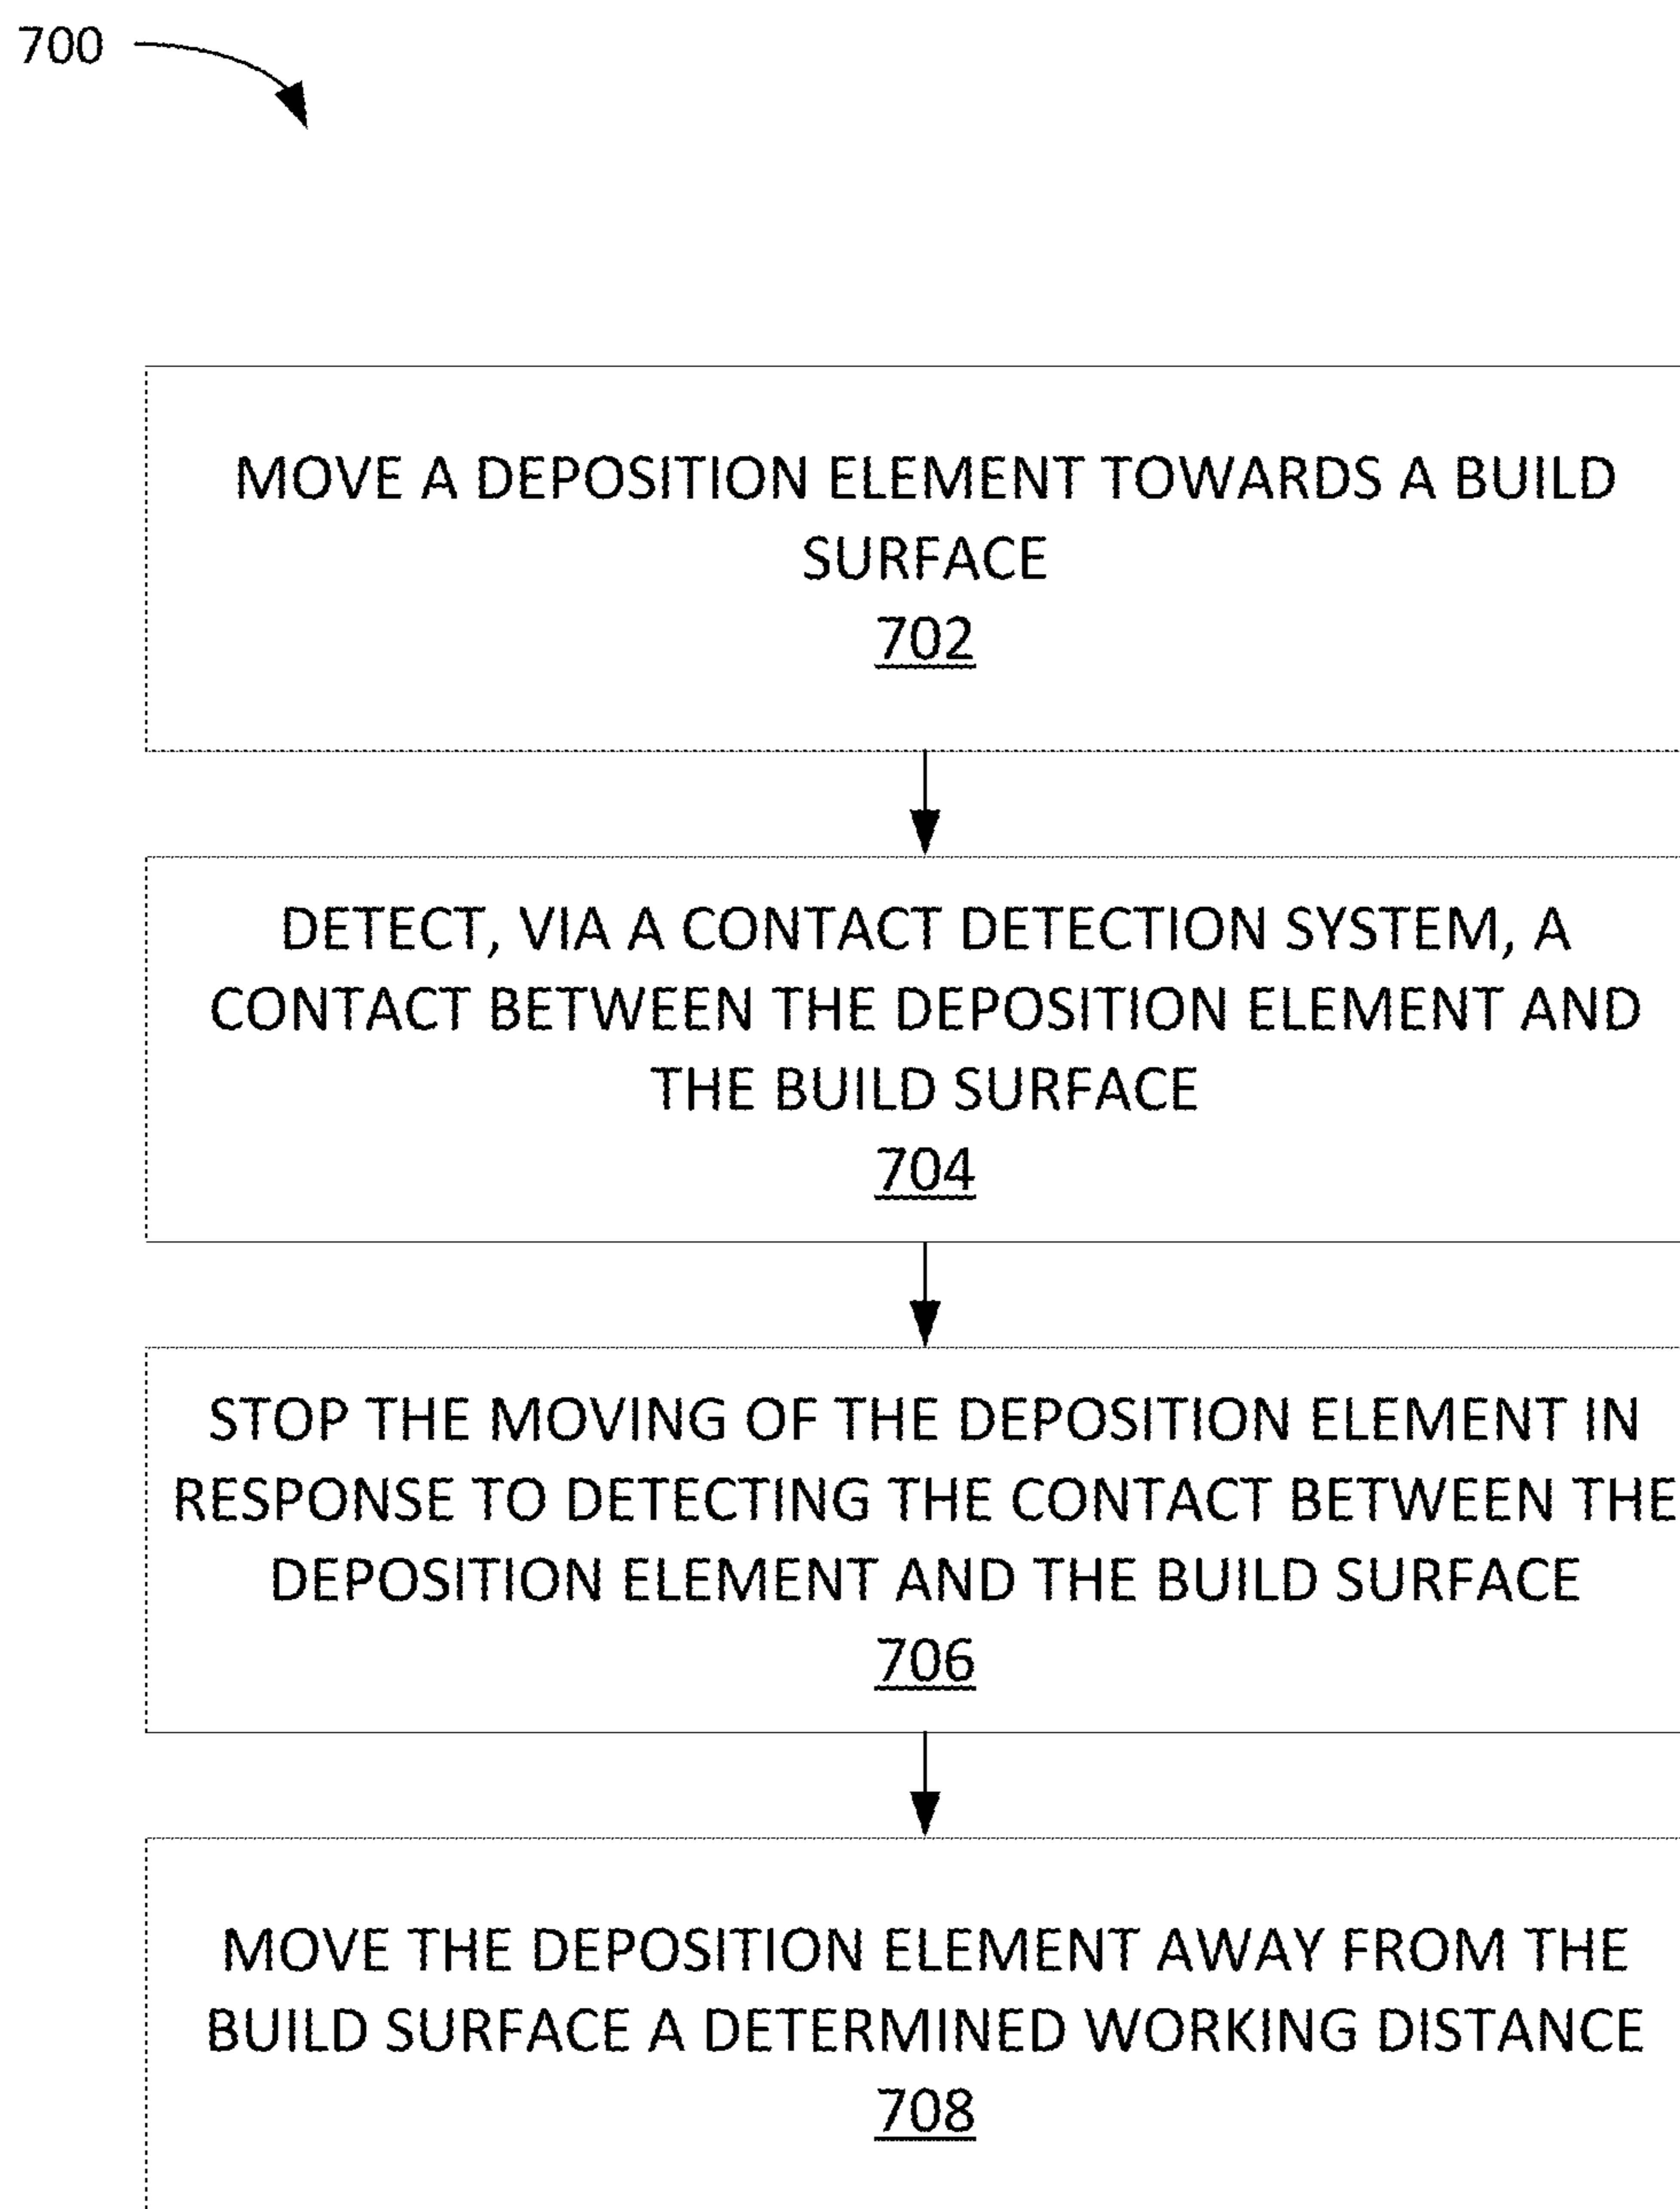 700
MOVE A DEPOSITION ELEMENT TOWARDS A BUILD
SURFACE
702
DETECT, VIA A CONTACT DETECTION SYSTEM, A
CONTACT BETWEEN THE DEPOSITION ELEMENT AND
THE BUILD SURFACE
704
STOP THE MOVING OF THE DEPOSITION ELEMENT IN
RESPONSE TO DETECTING THE CONTACT BETWEEN THE
DEPOSITION ELEMENT AND THE BUILD SURFACE
706
MOVE THE DEPOSITION ELEMENT AWAY FROM THE
BUILD SURFACE A DETERMINED WORKING DISTANCE
708